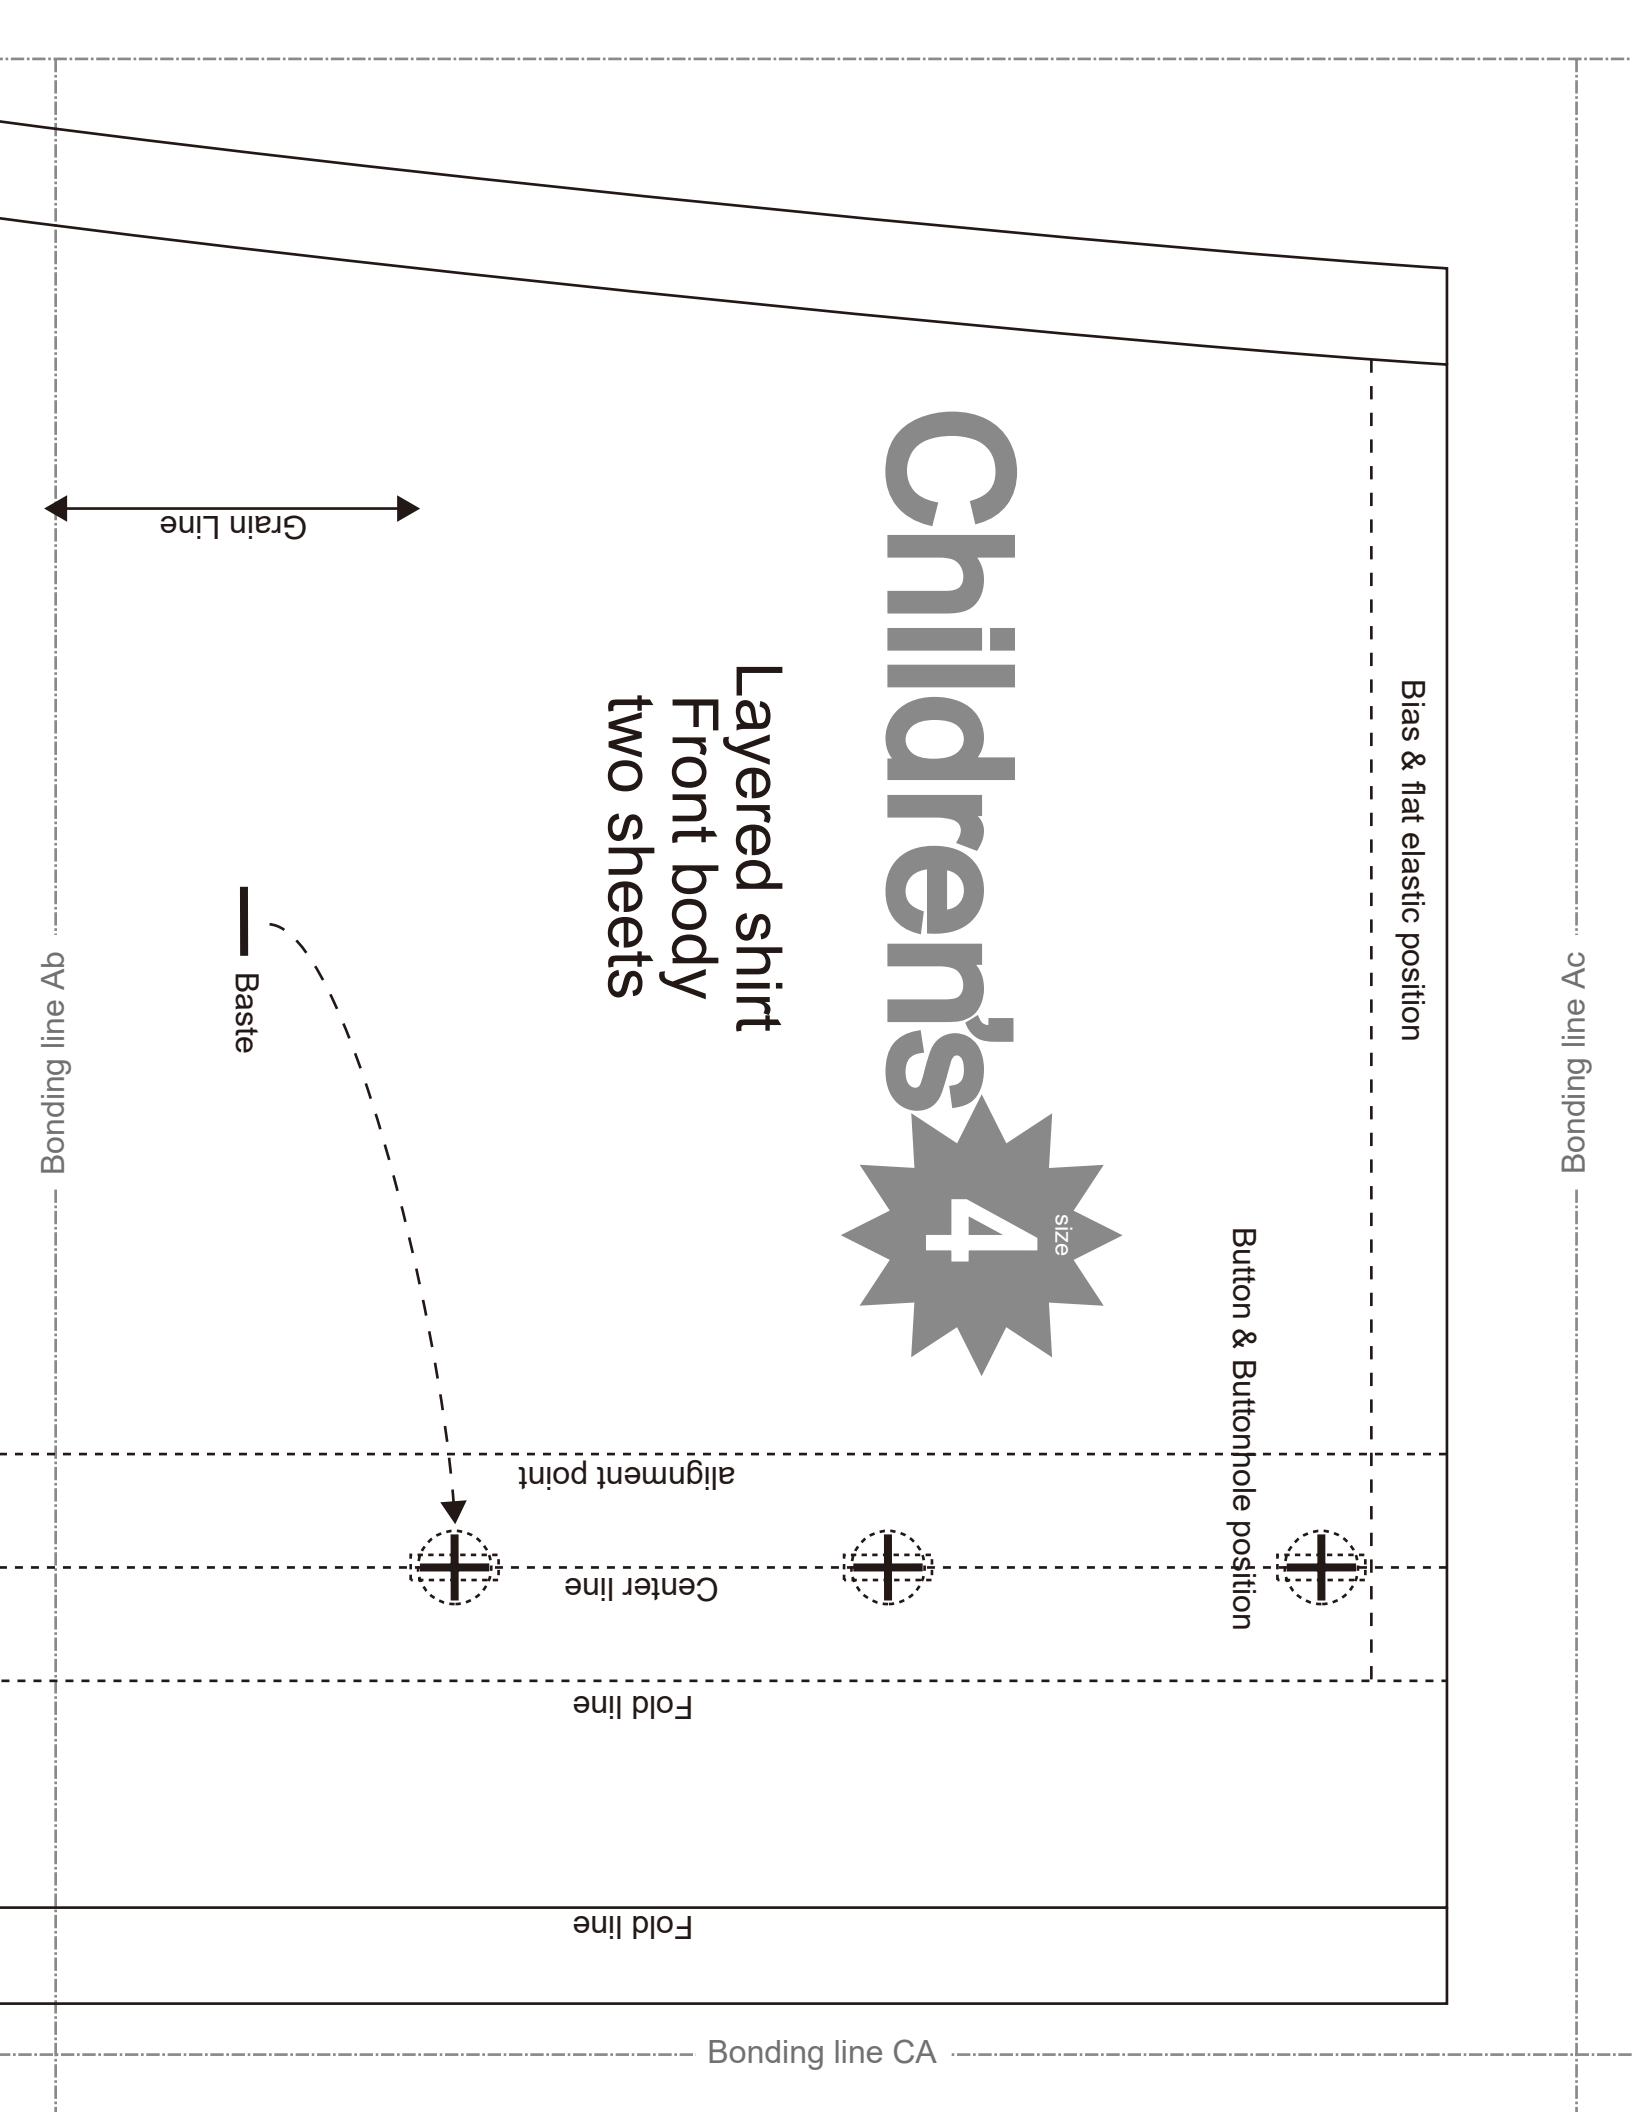 Children's
size
4
Layered shirt
Front body
two sheets
Grain Line
Baste
Bias & flat elastic position
Button & Buttonhole position
alignment point
Center line
Fold line
Fold line
Bonding line Ab
Bonding line Ac
Bonding line CA